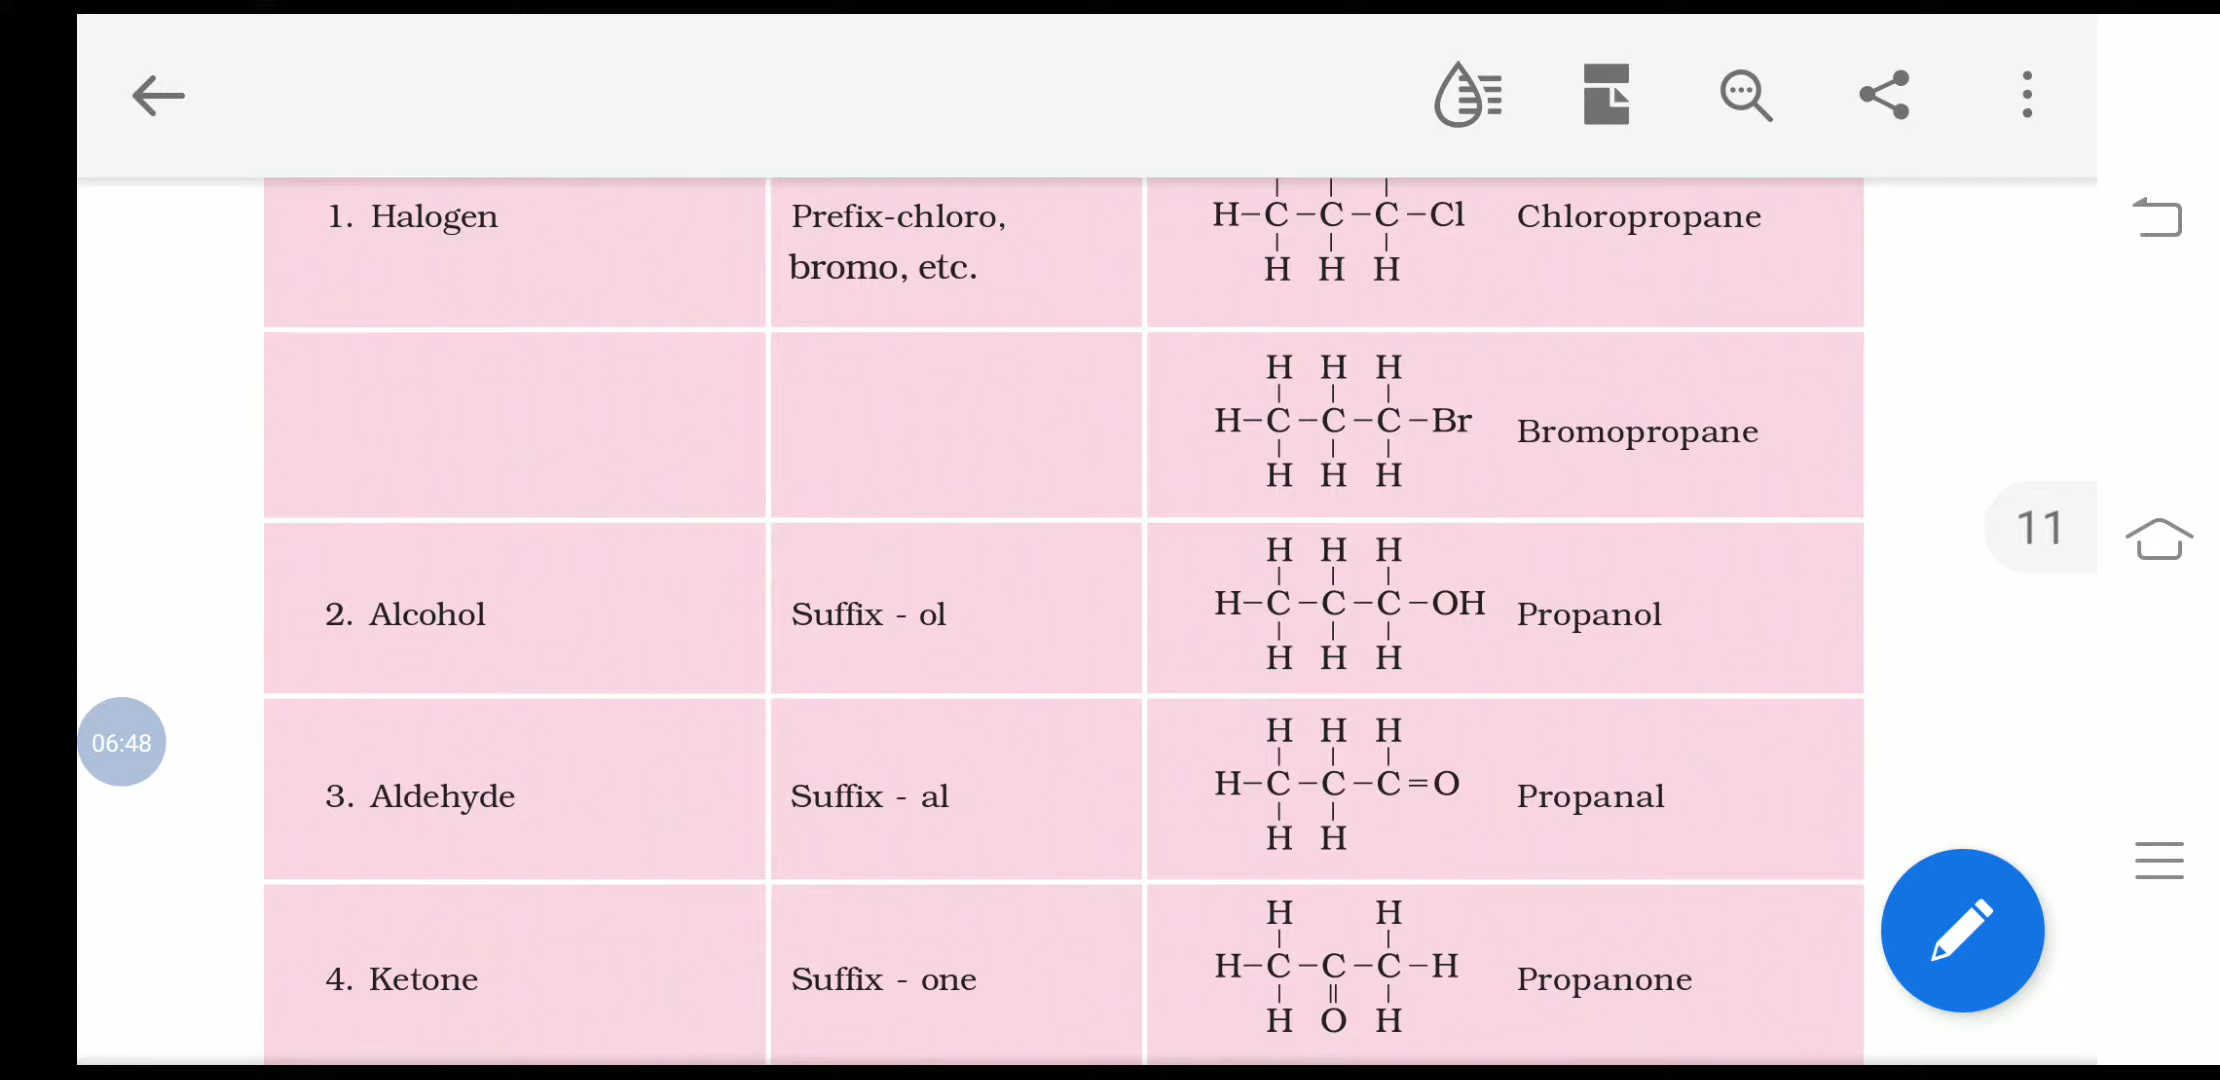 1. Halogen Prefix-chloro, H–C–C–C–Cl Chloropropane
bromo, etc. H H H
H H H
H–C–C–C–Br Bromopropane
H H H
11
H H H
2. Alcohol Suffix - ol H–C–C–C–OH Propanol
H H H
06:48
H H H
3. Aldehyde Suffix - al H–C–C–C=O Propanal
H H
H H
4. Ketone Suffix - one H–C–C–C–H Propanone
H O H